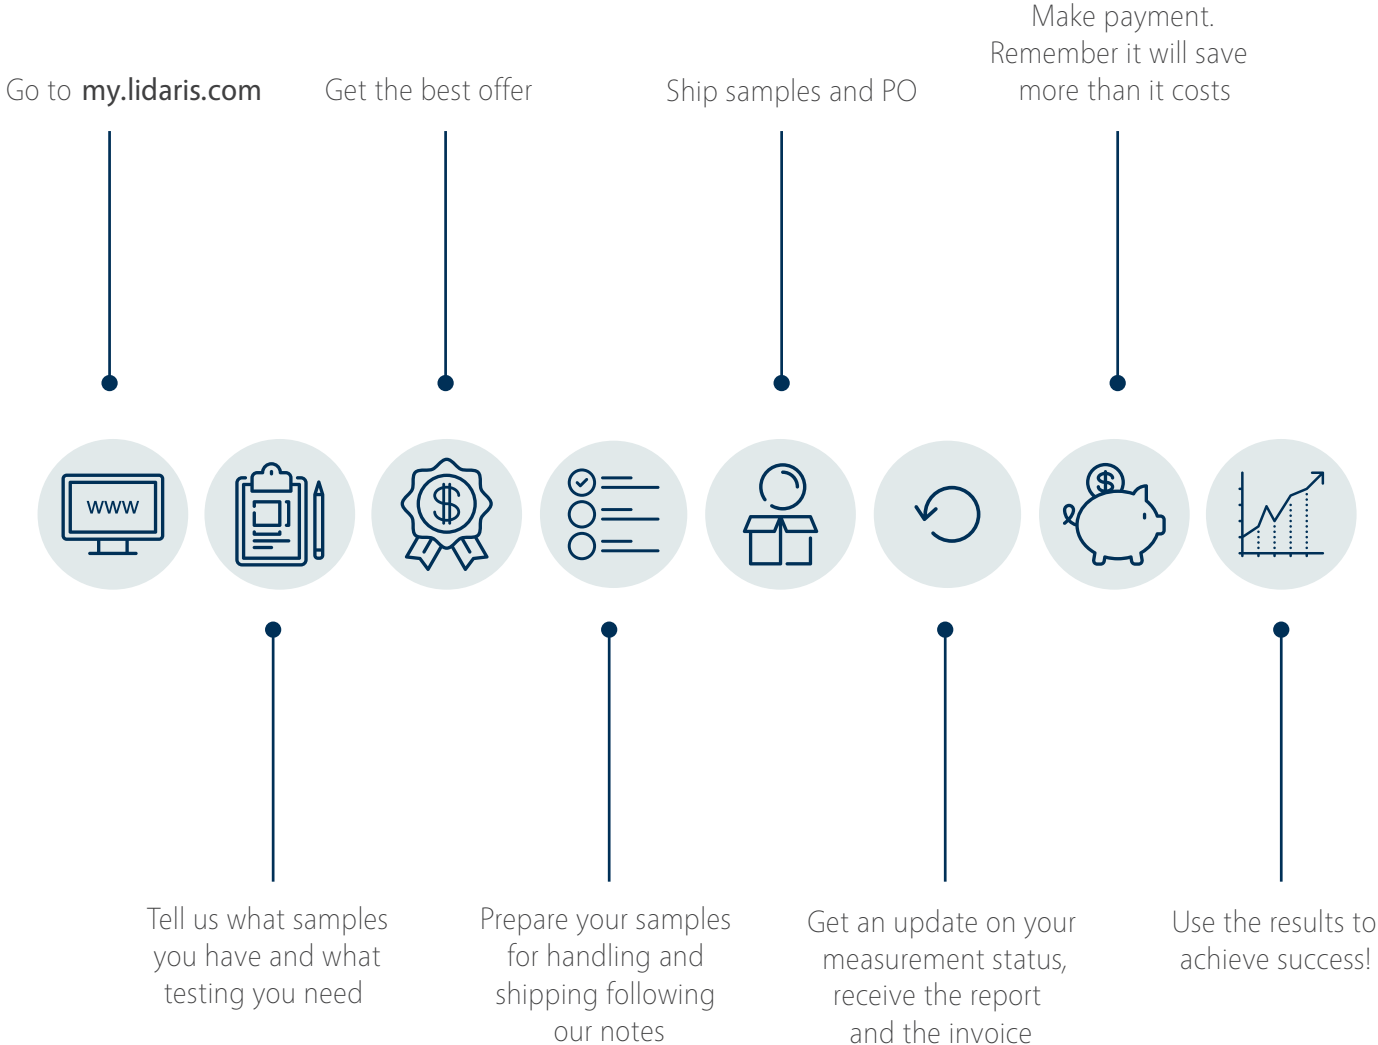 Make payment.
Remember it will save
more than it costs
Go to my.lidaris.com
Get the best offer
Ship samples and PO
www
$
$
Tell us what samples
you have and what
testing you need
Prepare your samples
for handling and
shipping following
our notes
Get an update on your
measurement status,
receive the report
and the invoice
Use the results to
achieve success!